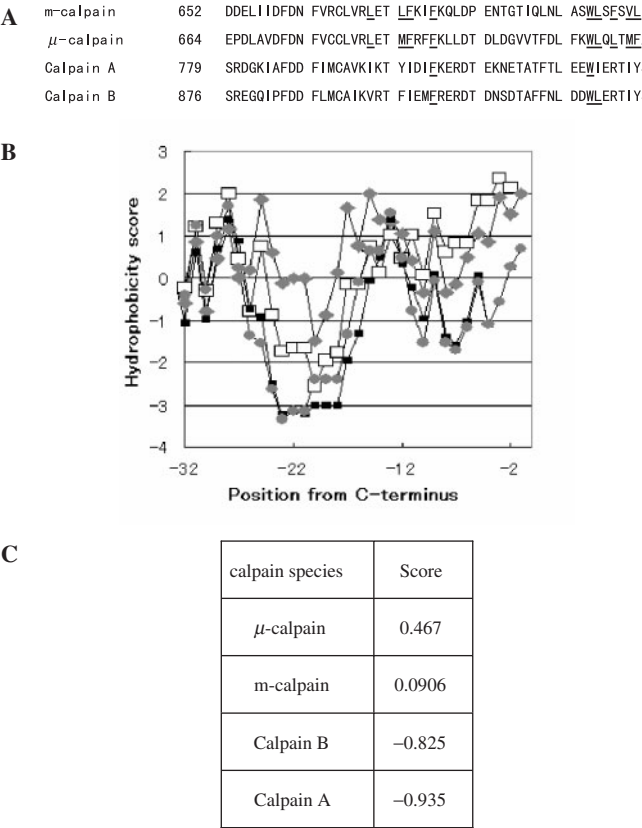 A
m-calpain 652 DDELIIDFDN FVRCLVRLET LFKIFKQLDP ENTGTIQLNL ASWLSFSVL
μ-calpain 664 EPDLAVDFDN FVCCLVRLET MFRFFKLLDT DLDGVVTFDL FKWLQLTMF
Calpain A 779 SRDGKIAFDD FIMCAVKIKT YIDIFKERDT EKNETATFTL EEWIERTIY
Calpain B 876 SREGQIPFDD FLMCAIKVRT FIEMFRERDT DNSDTAFFNL DDWLERTIY
B
Hydrophobicity score
3
2
1
0
-1
-2
-3
-4
-32 -22 -12 -2
Position from C-terminus
C
calpain species Score
μ-calpain 0.467
m-calpain 0.0906
Calpain B −0.825
Calpain A −0.935